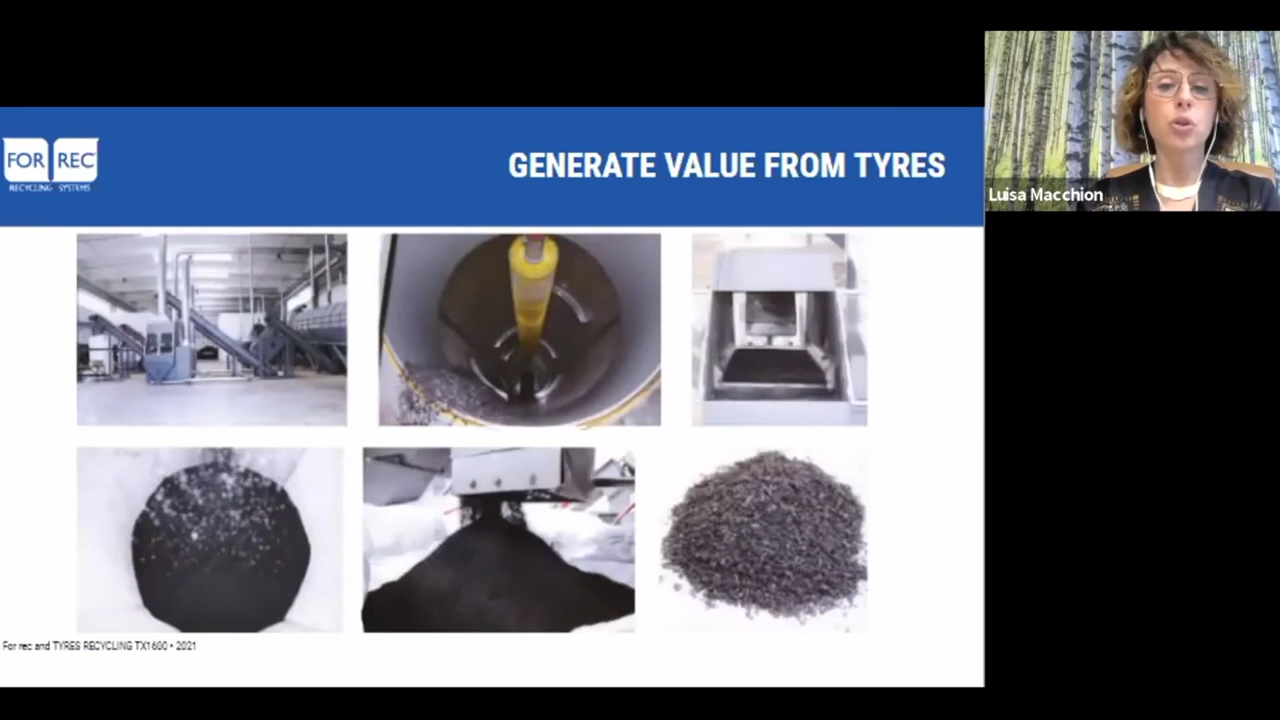 FOR REC
RECYCLING SYSTEMS
GENERATE VALUE FROM TYRES
Luisa Macchion
For rec and TYRES RECYCLING TX1600 • 2021